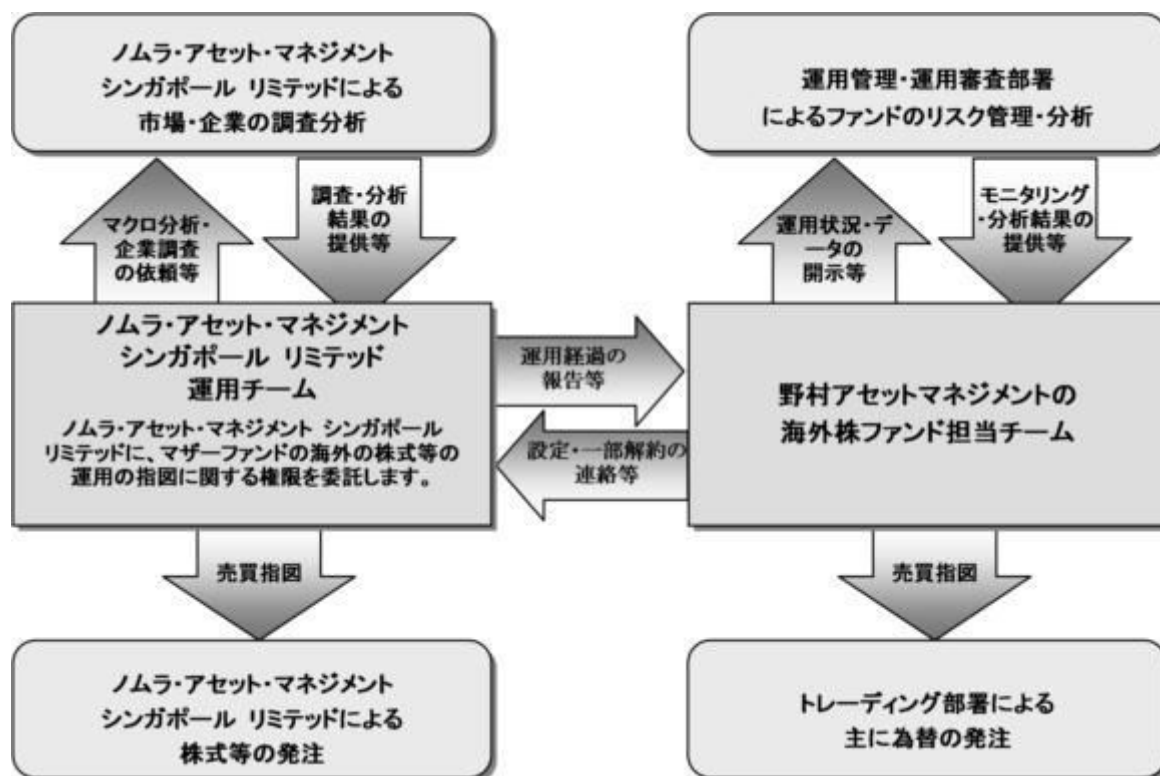 ノムラ・アセット・マネジメント
シンガポール リミテッドによる
市場・企業の調査分析
運用管理・運用審査部署
によるファンドのリスク管理・分析
マクロ分析・
企業調査
の依頼等
調査・分析
結果の
提供等
運用状況・デ
ータの
開示等
モニタリング
・分析結果の
提供等
ノムラ・アセット・マネジメント
シンガポール リミテッド
運用チーム
ノムラ・アセット・マネジメント シンガポール
リミテッドに、マザーファンドの海外の株式等の
運用の指図に関する権限を委託します。
運用経過の
報告等
設定・一部解約の
連絡等
野村アセットマネジメントの
海外株ファンド担当チーム
売買指図
売買指図
ノムラ・アセット・マネジメント
シンガポール リミテッドによる
株式等の発注
トレーディング部署による
主に為替の発注